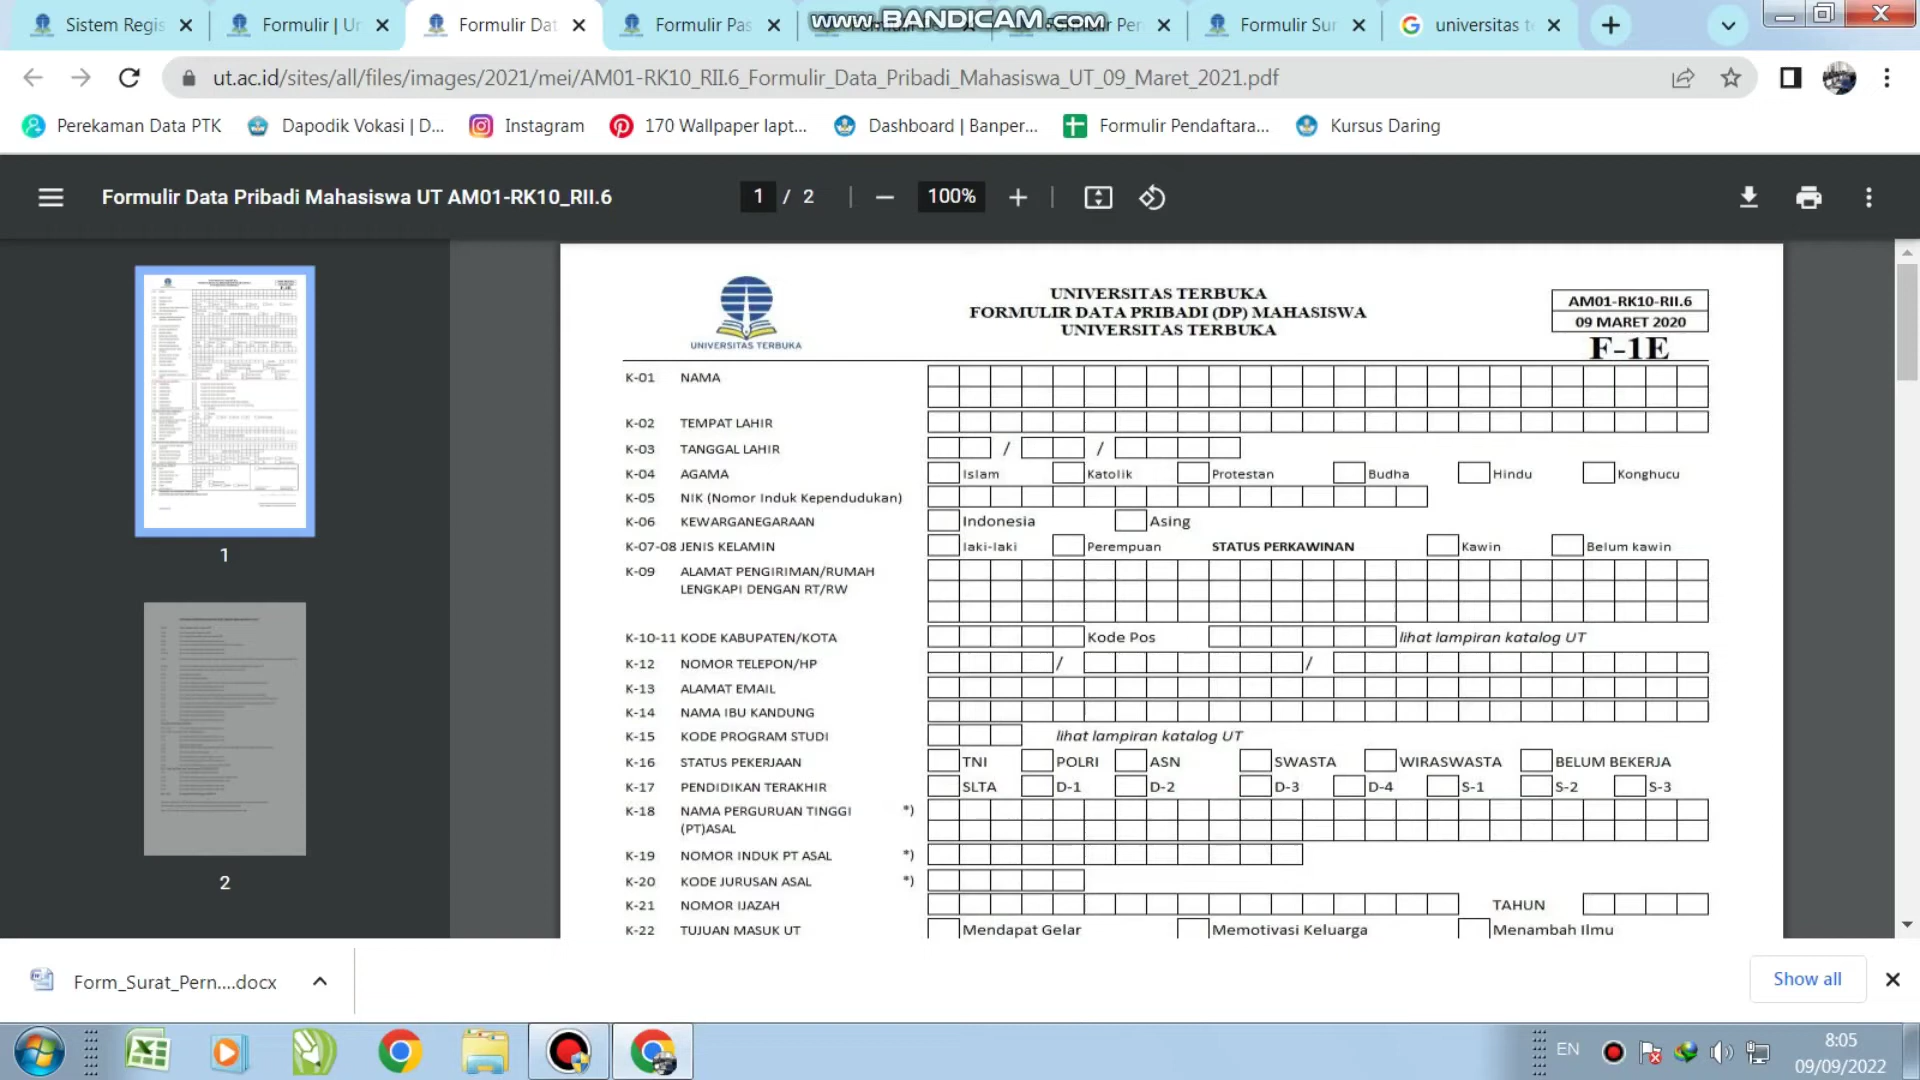 Sistem Regis
Formulir | Un
Formulir Dat
Formulir Pas
www.BANDICAM.com
Formulir Sur
universitas te
ut.ac.id/sites/all/files/images/2021/mei/AM01-RK10_RII.6_Formulir_Data_Pribadi_Mahasiswa_UT_09_Maret_2021.pdf
Perekaman Data PTK
Dapodik Vokasi | D...
Instagram
170 Wallpaper lapt...
Dashboard | Banper...
Formulir Pendaftara...
Kursus Daring
Formulir Data Pribadi Mahasiswa UT AM01-RK10_RII.6
1 / 2
100%
1
2
UNIVERSITAS TERBUKA
UNIVERSITAS TERBUKA
FORMULIR DATA PRIBADI (DP) MAHASISWA
UNIVERSITAS TERBUKA
AM01-RK10-RII.6
09 MARET 2020
F-1E
K-01 NAMA
K-02 TEMPAT LAHIR
K-03 TANGGAL LAHIR / /
K-04 AGAMA Islam Katolik Protestan Budha Hindu Konghucu
K-05 NIK (Nomor Induk Kependudukan)
K-06 KEWARGANEGARAAN Indonesia Asing
K-07-08 JENIS KELAMIN laki-laki Perempuan STATUS PERKAWINAN Kawin Belum kawin
K-09 ALAMAT PENGIRIMAN/RUMAH
LENGKAPI DENGAN RT/RW
K-10-11 KODE KABUPATEN/KOTA Kode Pos lihat lampiran katalog UT
K-12 NOMOR TELEPON/HP / /
K-13 ALAMAT EMAIL
K-14 NAMA IBU KANDUNG
K-15 KODE PROGRAM STUDI lihat lampiran katalog UT
K-16 STATUS PEKERJAAN TNI POLRI ASN SWASTA WIRASWASTA BELUM BEKERJA
K-17 PENDIDIKAN TERAKHIR SLTA D-1 D-2 D-3 D-4 S-1 S-2 S-3
K-18 NAMA PERGURUAN TINGGI *)
(PT)ASAL
K-19 NOMOR INDUK PT ASAL *)
K-20 KODE JURUSAN ASAL *)
K-21 NOMOR IJAZAH TAHUN
K-22 TUJUAN MASUK UT Mendapat Gelar Memotivasi Keluarga Menambah Ilmu
Form_Surat_Pern....docx
Show all
EN
8:05
09/09/2022